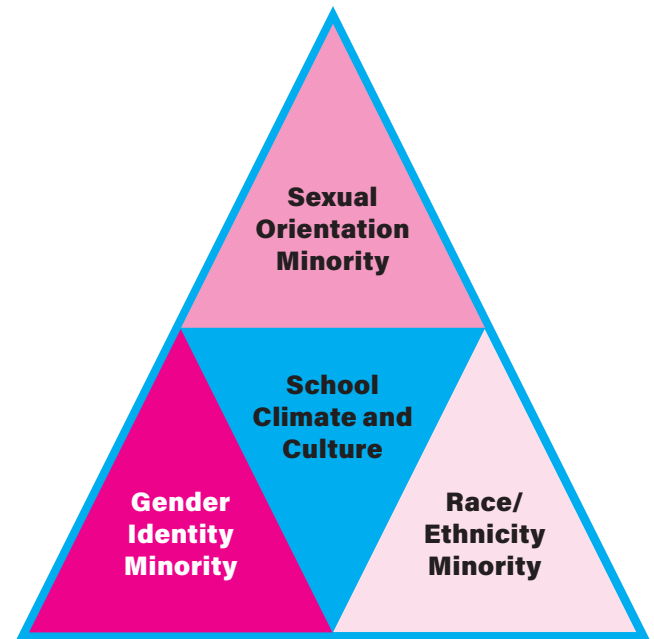 Sexual
Orientation
Minority
School
Climate and
Culture
Gender
Identity
Minority
Race/
Ethnicity
Minority